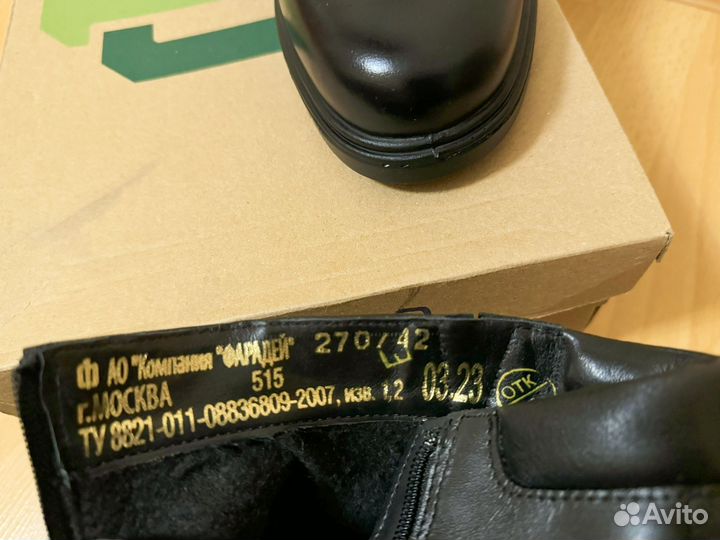 Ф АО "Компания "ФАРАДЕЙ" 270/42
г.МОСКВА 515 03.23 ОТК
ТУ 8821-011-08836809-2007, изв. 1,2
Avito